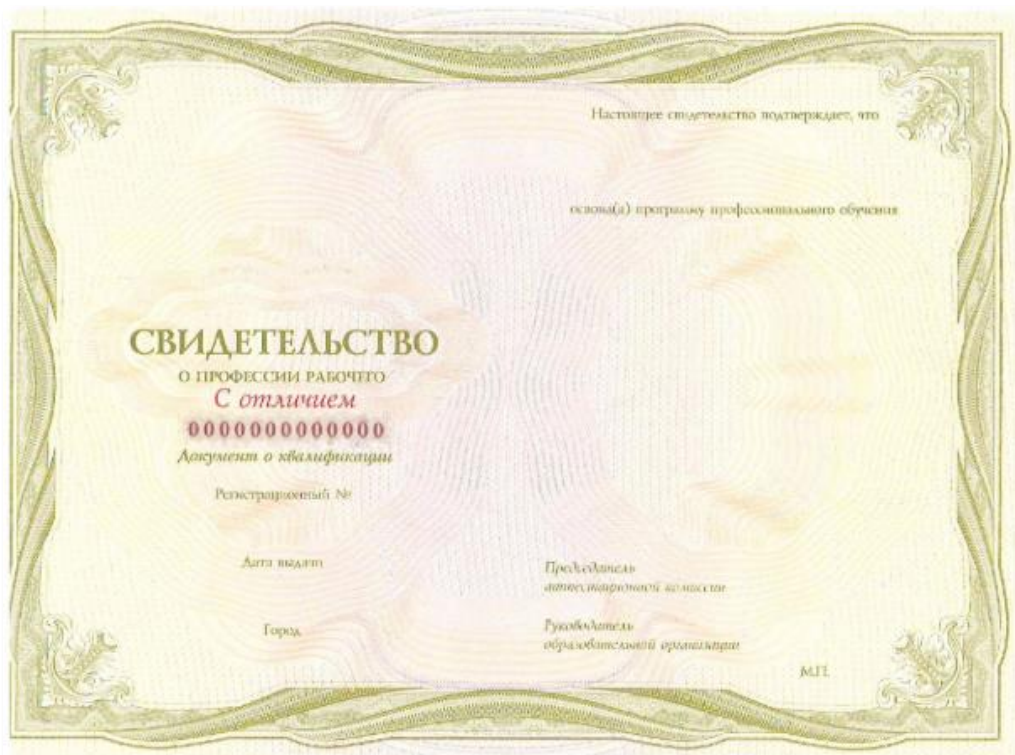 СВИДЕТЕЛЬСТВО
О ПРОФЕССИИ РАБОЧЕГО
С отличием
0000000000000
Документ о квалификации
Регистрационный №
Дата выдачи
Город
Настоящее свидетельство подтверждает, что
освоил(а) программу профессионального обучения
Председатель
аттестационной комиссии
Руководитель
образовательной организации
М.П.